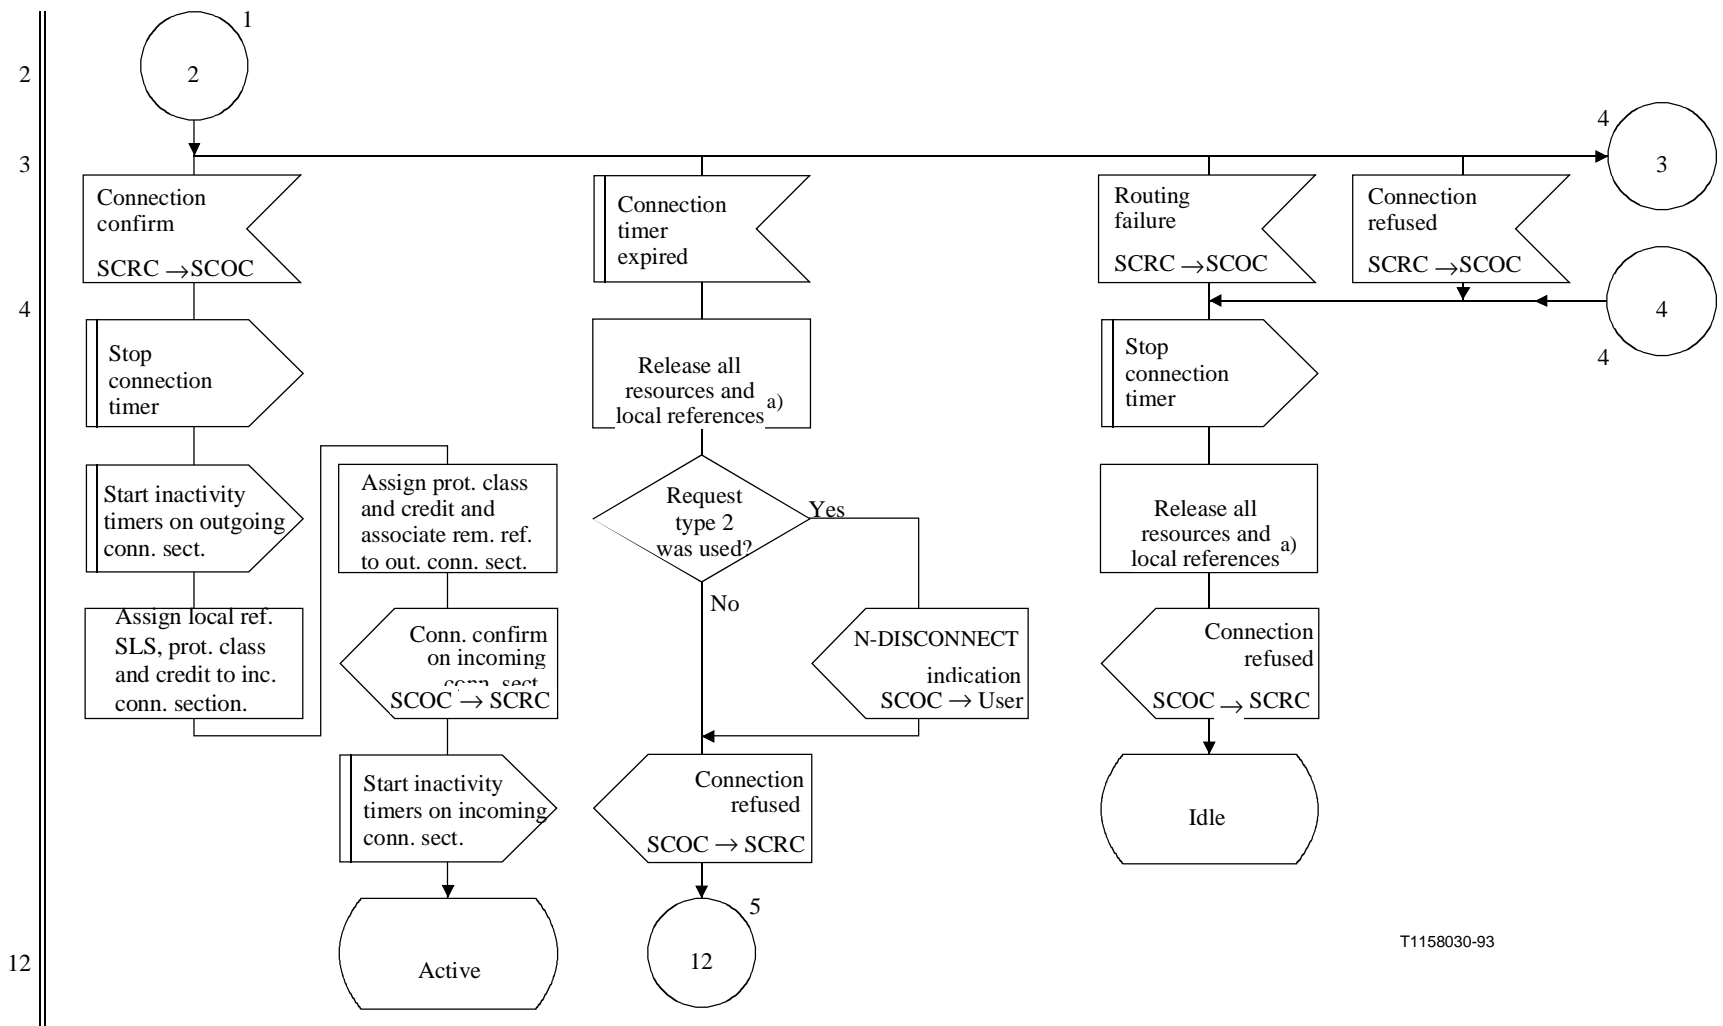 1
2
2
4
3
3
Connection
confirm
SCRC → SCOC
Connection
timer
expired
Routing
failure
SCRC → SCOC
Connection
refused
SCRC → SCOC
4
4
4
Stop
connection
timer
Release all
resources and
local references a)
Stop
connection
timer
Start inactivity
timers on outgoing
conn. sect.
Assign prot. class
and credit and
associate rem. ref.
to out. conn. sect.
Request
type 2
was used?
Yes
No
Release all
resources and
local references a)
Assign local ref.
SLS, prot. class
and credit to inc.
conn. section.
Conn. confirm
on incoming
conn. sect.
SCOC → SCRC
N-DISCONNECT
indication
SCOC → User
Connection
refused
SCOC → SCRC
Start inactivity
timers on incoming
conn. sect.
Connection
refused
SCOC → SCRC
Idle
5
12
Active
12
T1158030-93